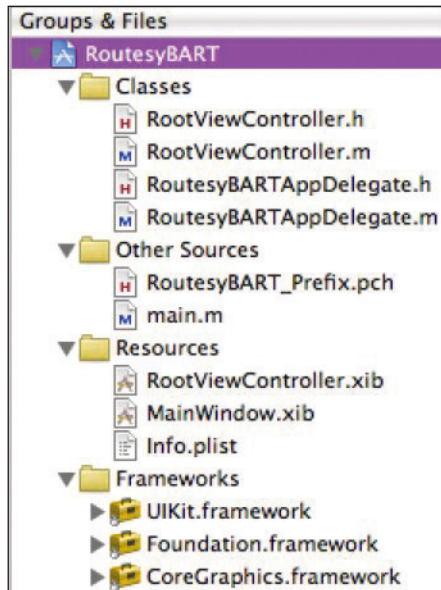 Groups & Files
RoutesyBART
Classes
RootViewController.h
RootViewController.m
RoutesyBARTAppDelegate.h
RoutesyBARTAppDelegate.m
Other Sources
RoutesyBART_Prefix.pch
main.m
Resources
RootViewController.xib
MainWindow.xib
Info.plist
Frameworks
UIKit.framework
Foundation.framework
CoreGraphics.framework